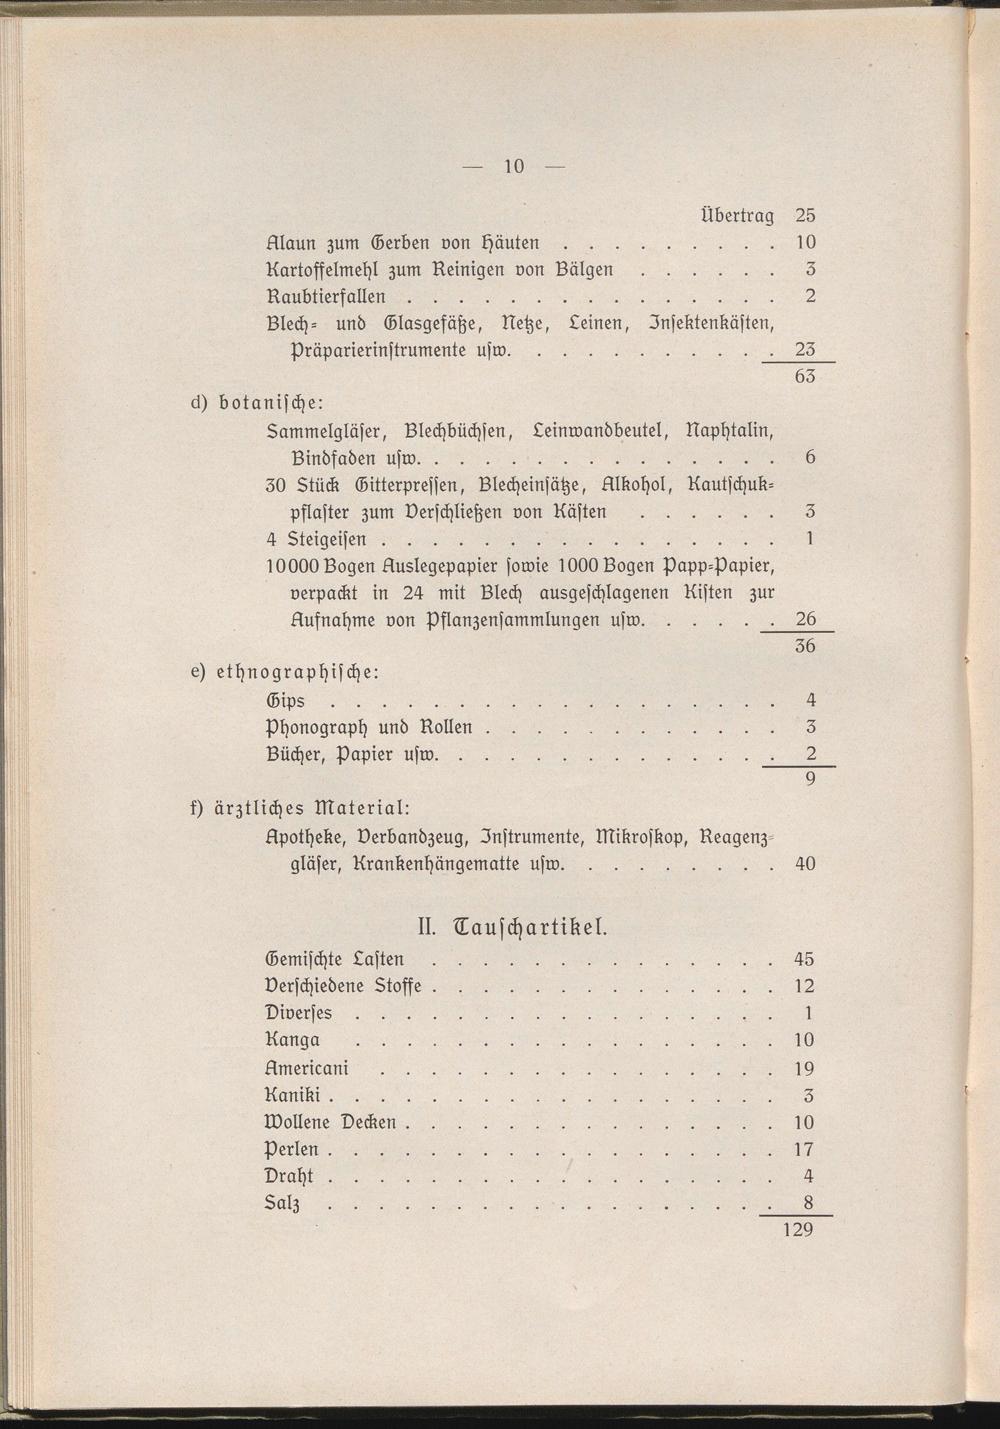 — 10 —
Übertrag 25
Alaun zum Gerben von Häuten . . . . . . . . . 10
Kartoffelmehl zum Reinigen von Bälgen . . . . . . 3
Raubtierfallen . . . . . . . . . . . . . . . 2
Blech- und Glasgefäße, Netze, Leinen, Insektenkästen,
Präparierinstrumente usw. . . . . . . . . . . 23
63
d) botanische:
Sammelgläser, Blechbüchsen, Leinwandbeutel, Naphtalin,
Bindfaden usw. . . . . . . . . . . . . . . 6
30 Stück Gitterpressen, Blecheinsätze, Alkohol, Kautschuk-
pflaster zum Verschließen von Kästen . . . . . . 3
4 Steigeisen . . . . . . . . . . . . . . . . 1
10000 Bogen Auslegepapier sowie 1000 Bogen Papp-Papier,
verpackt in 24 mit Blech ausgeschlagenen Kisten zur
Aufnahme von Pflanzensammlungen usw. . . . . . 26
36
e) ethnographische:
Gips . . . . . . . . . . . . . . . . . . 4
Phonograph und Rollen . . . . . . . . . . . . 3
Bücher, Papier usw. . . . . . . . . . . . . . 2
9
f) ärztliches Material:
Apotheke, Verbandzeug, Instrumente, Mikroskop, Reagenz-
gläser, Krankenhängematte usw. . . . . . . . . 40
II. Tauschartikel.
Gemischte Lasten . . . . . . . . . . . . . . 45
Verschiedene Stoffe . . . . . . . . . . . . . . 12
Diverses . . . . . . . . . . . . . . . . . 1
Kanga . . . . . . . . . . . . . . . . . 10
Americani . . . . . . . . . . . . . . . . 19
Kaniki . . . . . . . . . . . . . . . . . . 3
Wollene Decken . . . . . . . . . . . . . . . 10
Perlen . . . . . . . . . . . . . . . . . . 17
Draht . . . . . . . . . . . . . . . . . . 4
Salz . . . . . . . . . . . . . . . . . . 8
129